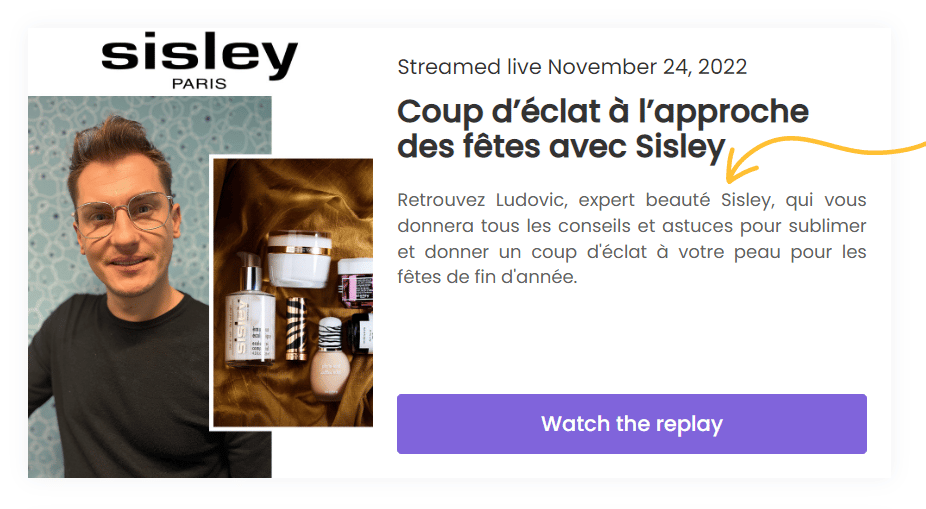 sisley
PARIS
Streamed live November 24, 2022
Coup d’éclat à l’approche
des fêtes avec Sisley
Retrouvez Ludovic, expert beauté Sisley, qui vous
donnera tous les conseils et astuces pour sublimer
et donner un coup d'éclat à votre peau pour les
fêtes de fin d'année.
sisley
Watch the replay